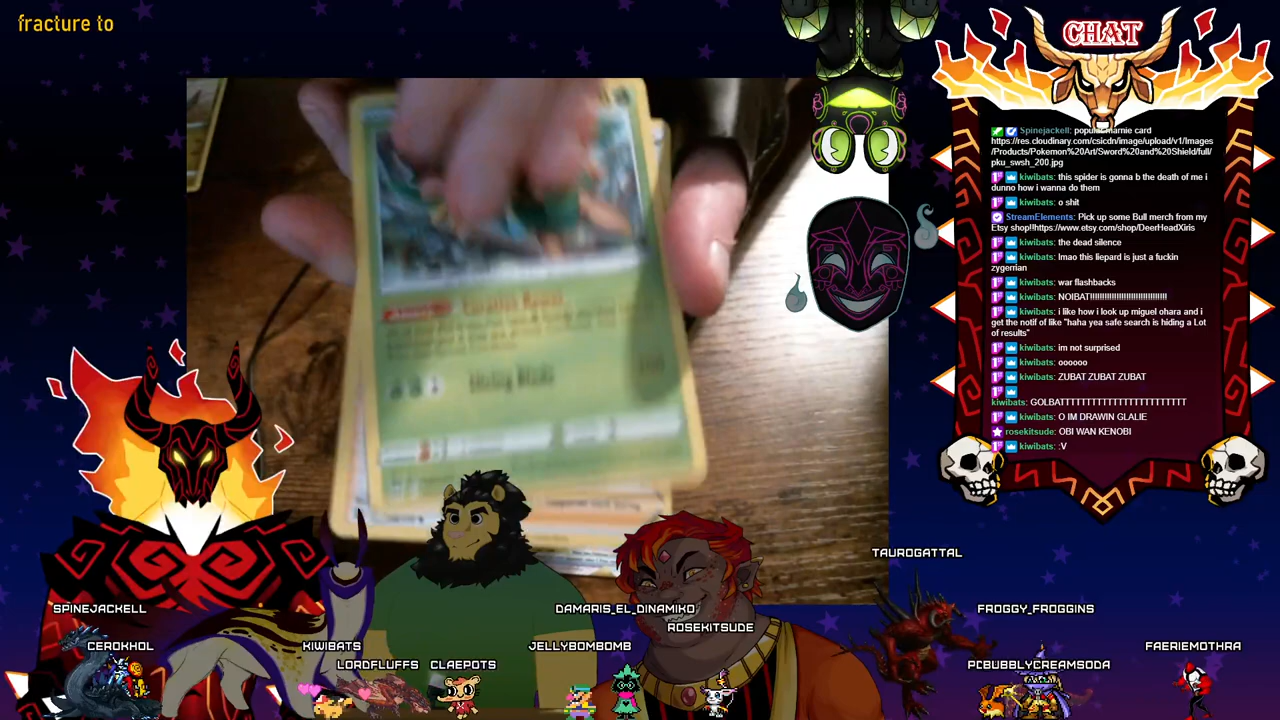 fracture to
CHAT
Spinejackell: popular marnie card
https://res.cloudinary.com/csicdn/image/upload/v1/Images
/Products/Pokemon%20Art/Sword%20and%20Shield/full/
pku_swsh_200.jpg
kiwibats: this spider is gonna b the death of me i
dunno how i wanna do them
kiwibats: o shit
StreamElements: Pick up some Bull merch from my
Etsy shop!!https://www.etsy.com/shop/DeerHeadXiris
kiwibats: the dead silence
kiwibats: lmao this liepard is just a fuckin
zygerrian
kiwibats: war flashbacks
kiwibats: NOIBAT!!!!!!!!!!!!!!!!!!!!!!!!!!!!!!!!
kiwibats: i like how i look up miguel ohara and i
get the notif of like "haha yea safe search is hiding a Lot
of results"
kiwibats: im not surprised
kiwibats: oooooo
kiwibats: ZUBAT ZUBAT ZUBAT
kiwibats: GOLBATTTTTTTTTTTTTTTTTTTTTTTT
kiwibats: O IM DRAWIN GLALIE
rosekitsude: OBI WAN KENOBI
kiwibats: :V
TAUROGATTAL
SPINEJACKELL
DAMARIS_EL_DINAMIKO
FROGGY_FROGGINS
ROSEKITSUDE
CEROKHOL
KIWIBATS
JELLYBOMBOMB
FAERIEMOTHRA
LORDFLUFFS
CLAEPOTS
PCBUBBLYCREAMSODA